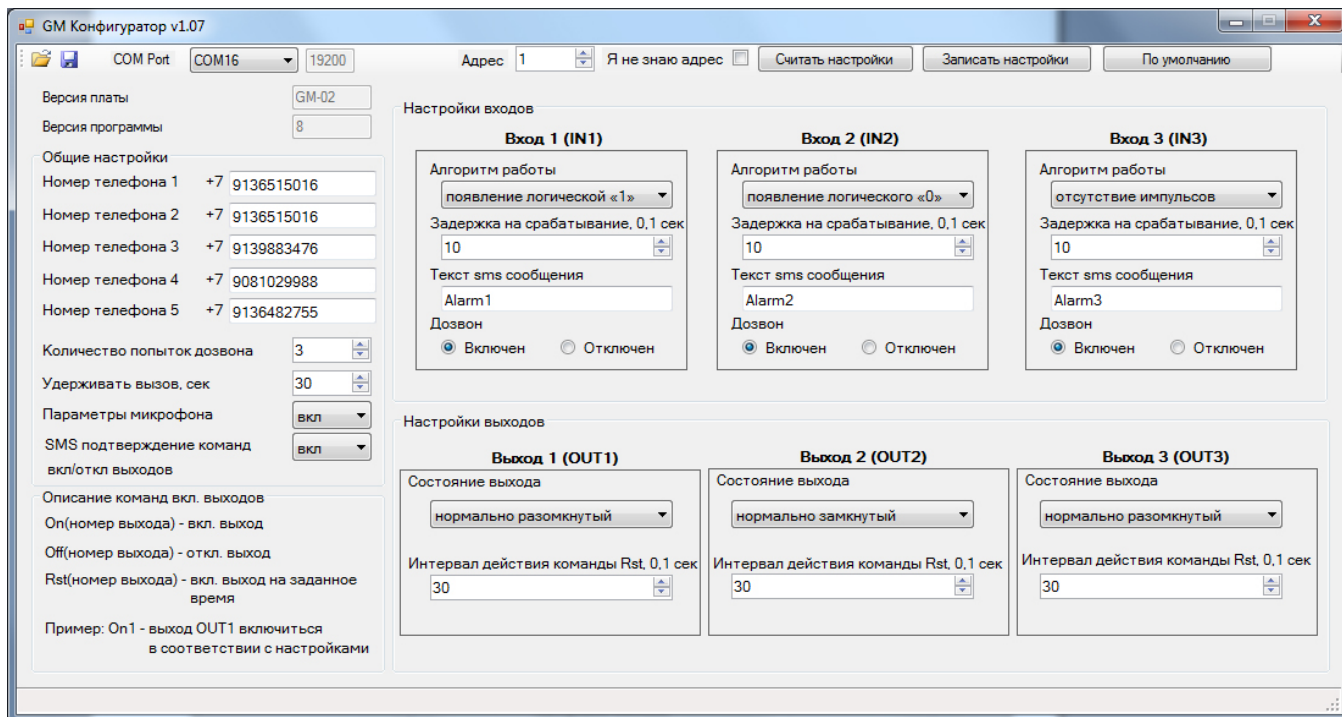 GM Конфигуратор v1.07
COM Port COM16 19200 Адрес 1 Я не знаю адрес Считать настройки Записать настройки По умолчанию
Версия платы GM-02
Версия программы 8
Общие настройки
Номер телефона 1 +7 9136515016
Номер телефона 2 +7 9136515016
Номер телефона 3 +7 9139883476
Номер телефона 4 +7 9081029988
Номер телефона 5 +7 9136482755
Количество попыток дозвона 3
Удерживать вызов, сек 30
Параметры микрофона вкл
SMS подтверждение команд вкл
вкл/откл выходов
Описание команд вкл. выходов
On(номер выхода) - вкл. выход
Off(номер выхода) - откл. выход
Rst(номер выхода) - вкл. выход на заданное
время
Пример: On1 - выход OUT1 включиться
в соответствии с настройками
Настройки входов
Вход 1 (IN1)
Алгоритм работы
появление логической «1»
Задержка на срабатывание, 0,1 сек
10
Текст sms сообщения
Alarm1
Дозвон
Включен Отключен
Вход 2 (IN2)
Алгоритм работы
появление логического «0»
Задержка на срабатывание, 0,1 сек
10
Текст sms сообщения
Alarm2
Дозвон
Включен Отключен
Вход 3 (IN3)
Алгоритм работы
отсутствие импульсов
Задержка на срабатывание, 0,1 сек
10
Текст sms сообщения
Alarm3
Дозвон
Включен Отключен
Настройки выходов
Выход 1 (OUT1)
Состояние выхода
нормально разомкнутый
Интервал действия команды Rst, 0,1 сек
30
Выход 2 (OUT2)
Состояние выхода
нормально замкнутый
Интервал действия команды Rst, 0,1 сек
30
Выход 3 (OUT3)
Состояние выхода
нормально разомкнутый
Интервал действия команды Rst, 0,1 сек
30